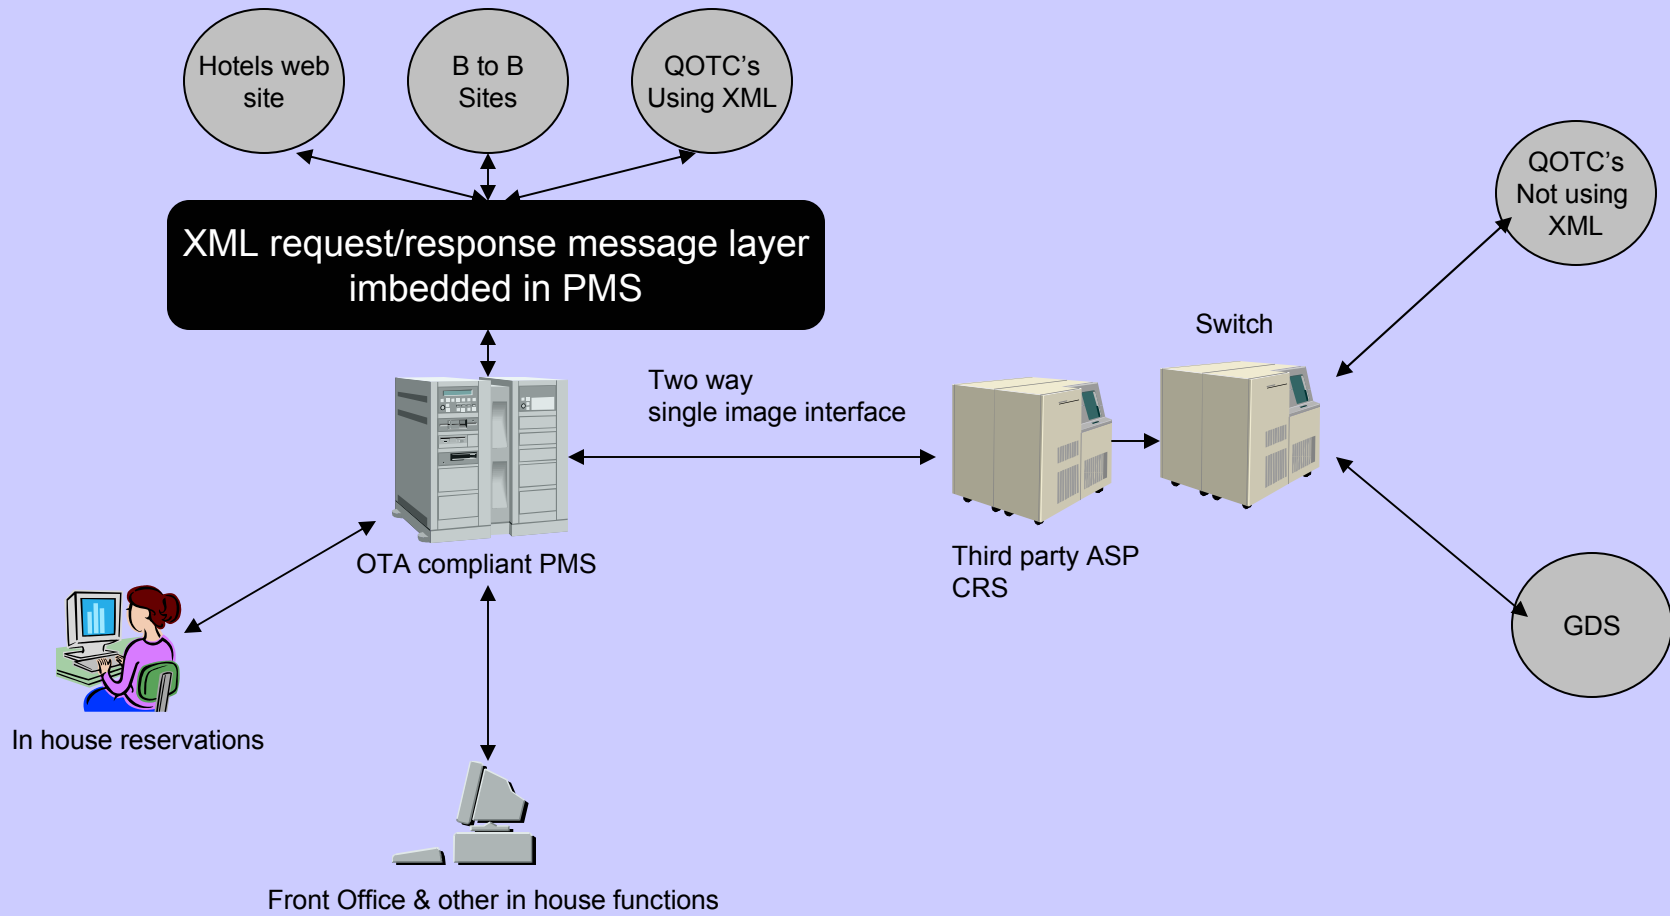 Hotels web
site
B to B
Sites
QOTC's
Using XML
QOTC's
Not using
XML
XML request/response message layer
imbedded in PMS
Switch
Two way
single image interface
OTA compliant PMS
Third party ASP
CRS
GDS
In house reservations
Front Office & other in house functions